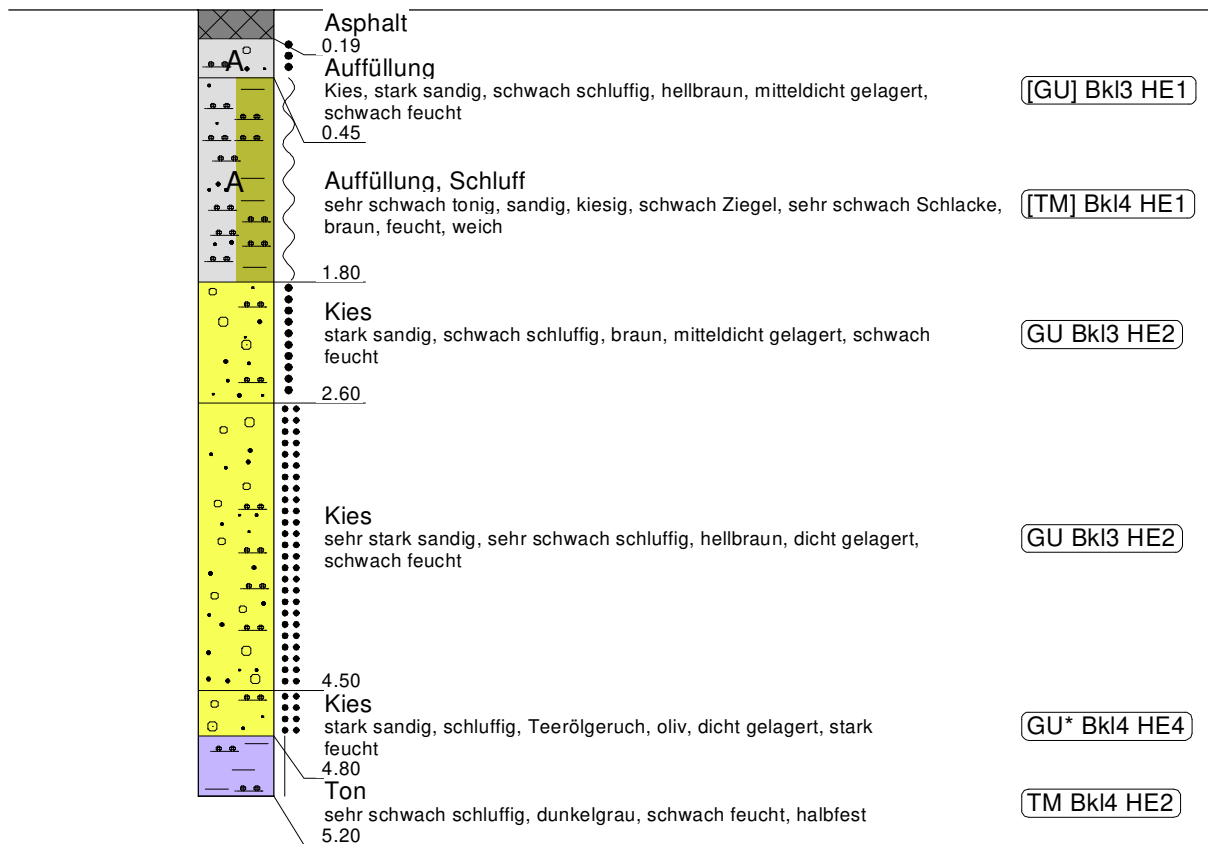 Asphalt
0.19
A
Auffüllung
Kies, stark sandig, schwach schluffig, hellbraun, mitteldicht gelagert,
schwach feucht
[GU] Bkl3 HE1
0.45
A
Auffüllung, Schluff
sehr schwach tonig, sandig, kiesig, schwach Ziegel, sehr schwach Schlacke,
braun, feucht, weich
[TM] Bkl4 HE1
1.80
Kies
stark sandig, schwach schluffig, braun, mitteldicht gelagert, schwach
feucht
GU Bkl3 HE2
2.60
Kies
sehr stark sandig, sehr schwach schluffig, hellbraun, dicht gelagert,
schwach feucht
GU Bkl3 HE2
4.50
Kies
stark sandig, schluffig, Teerölgeruch, oliv, dicht gelagert, stark
feucht
GU* Bkl4 HE4
4.80
Ton
sehr schwach schluffig, dunkelgrau, schwach feucht, halbfest
TM Bkl4 HE2
5.20